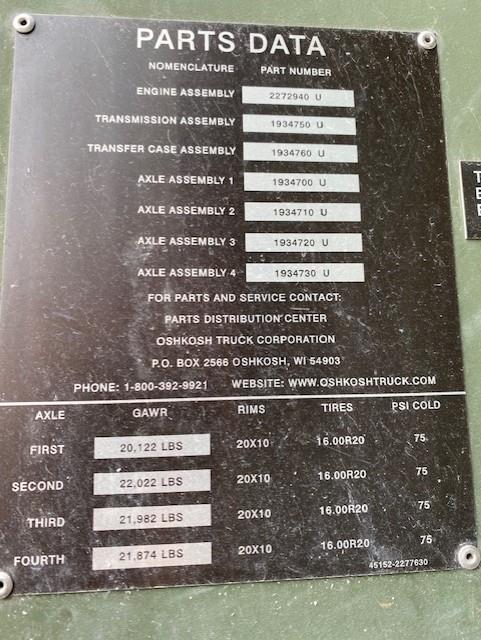 PARTS DATA
NOMENCLATURE PART NUMBER
ENGINE ASSEMBLY 2272940 U
TRANSMISSION ASSEMBLY 1934750 U
TRANSFER CASE ASSEMBLY 1934760 U
AXLE ASSEMBLY 1 1934700 U
AXLE ASSEMBLY 2 1934710 U
AXLE ASSEMBLY 3 1934720 U
AXLE ASSEMBLY 4 1934730 U
FOR PARTS AND SERVICE CONTACT:
PARTS DISTRIBUTION CENTER
OSHKOSH TRUCK CORPORATION
P.O. BOX 2566 OSHKOSH, WI 54903
PHONE: 1-800-392-9921 WEBSITE: WWW.OSHKOSHTRUCK.COM
AXLE GAWR RIMS TIRES PSI COLD
FIRST 20,122 LBS 20X10 16.00R20 75
SECOND 22,022 LBS 20X10 16.00R20 75
THIRD 21,982 LBS 20X10 16.00R20 75
FOURTH 21,874 LBS 20X10 16.00R20 75
45152-2277630